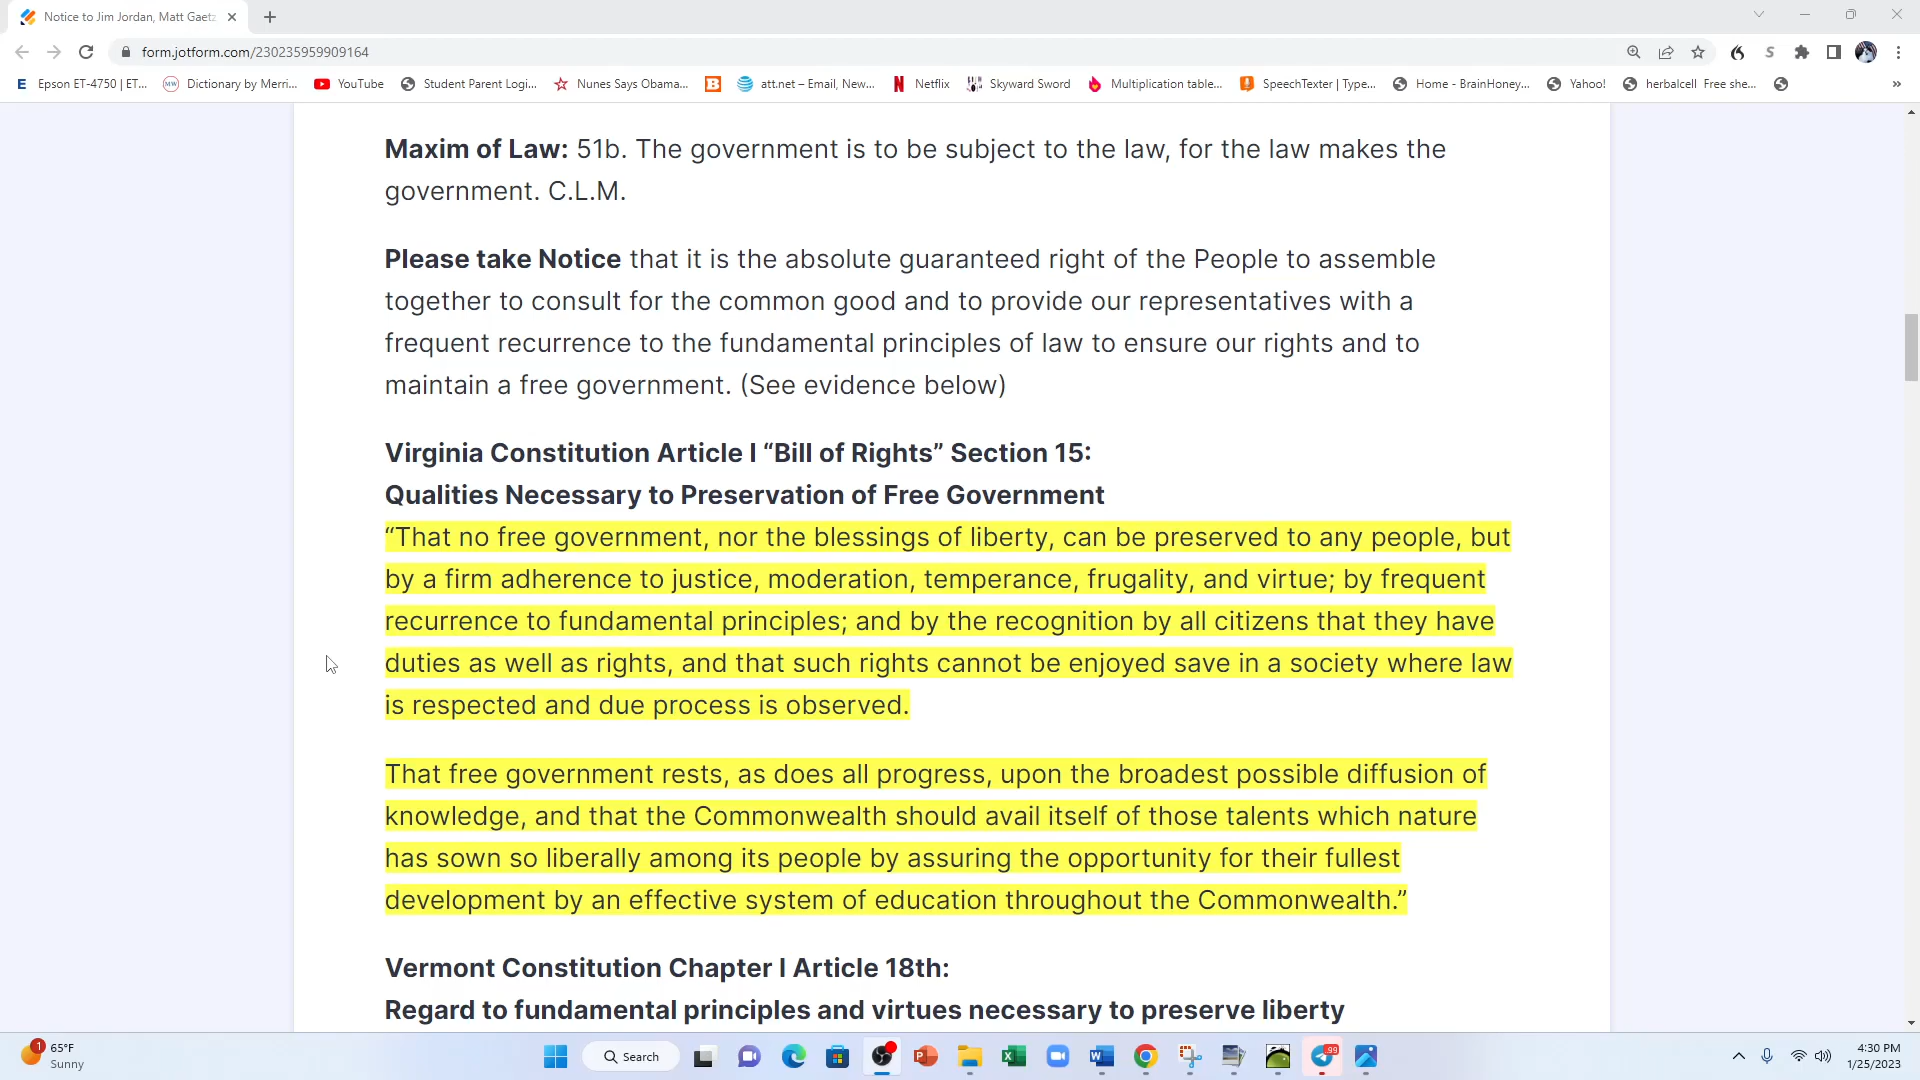 Notice to Jim Jordan, Matt Gaetz
form.jotform.com/230235959909164
Epson ET-4750 | ET... Dictionary by Merri... YouTube Student Parent Logi... Nunes Says Obama... att.net – Email, New... Netflix Skyward Sword Multiplication table... SpeechTexter | Type... Home - BrainHoney... Yahoo! herbalcell Free she... »
Maxim of Law: 51b. The government is to be subject to the law, for the law makes the
government. C.L.M.
Please take Notice that it is the absolute guaranteed right of the People to assemble
together to consult for the common good and to provide our representatives with a
frequent recurrence to the fundamental principles of law to ensure our rights and to
maintain a free government. (See evidence below)
Virginia Constitution Article I “Bill of Rights” Section 15:
Qualities Necessary to Preservation of Free Government
“That no free government, nor the blessings of liberty, can be preserved to any people, but
by a firm adherence to justice, moderation, temperance, frugality, and virtue; by frequent
recurrence to fundamental principles; and by the recognition by all citizens that they have
duties as well as rights, and that such rights cannot be enjoyed save in a society where law
is respected and due process is observed.
That free government rests, as does all progress, upon the broadest possible diffusion of
knowledge, and that the Commonwealth should avail itself of those talents which nature
has sown so liberally among its people by assuring the opportunity for their fullest
development by an effective system of education throughout the Commonwealth.”
Vermont Constitution Chapter I Article 18th:
Regard to fundamental principles and virtues necessary to preserve liberty
1
65°F
Sunny
Search
99
4:30 PM
1/25/2023